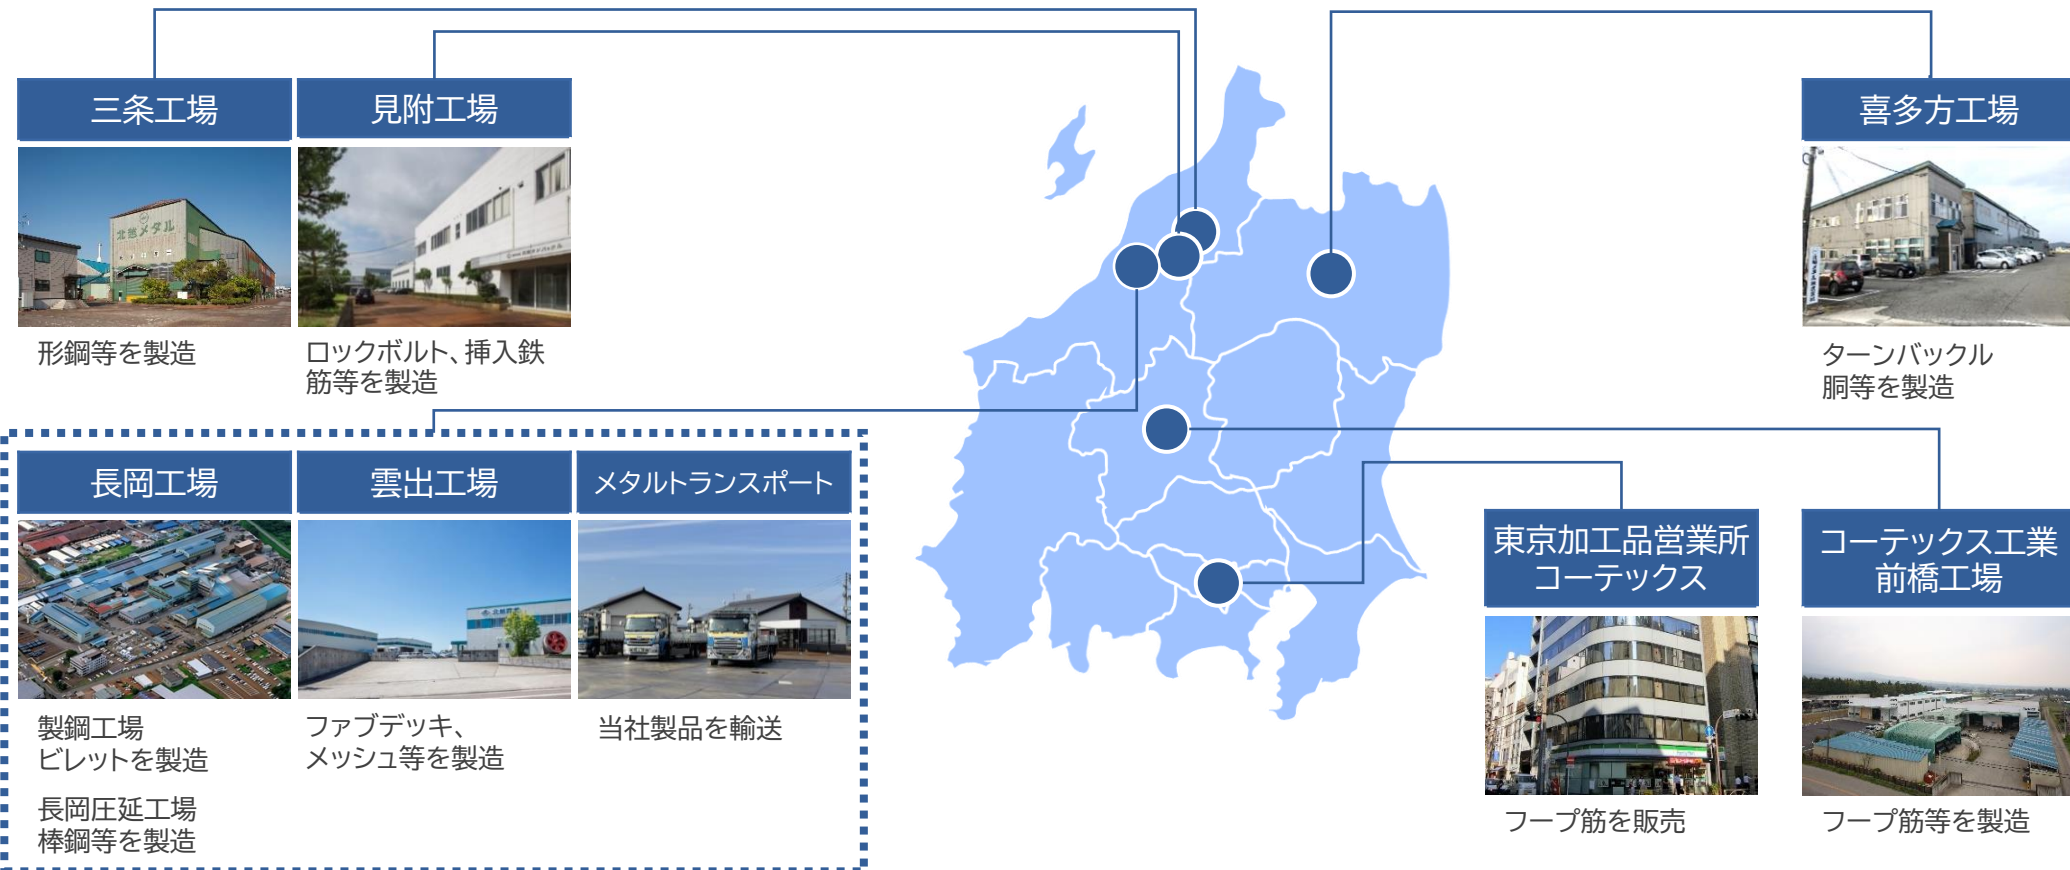 三条工場
見附工場
喜多方工場
北越メタル
形鋼等を製造
ロックボルト、挿入鉄
筋等を製造
ターンバックル
胴等を製造
長岡工場
雲出工場
メタルトランスポート
東京加工品営業所
コーテックス
コーテックス工業
前橋工場
製鋼工場
ビレットを製造
長岡圧延工場
棒鋼等を製造
ファブデッキ、
メッシュ等を製造
当社製品を輸送
フープ筋を販売
フープ筋等を製造